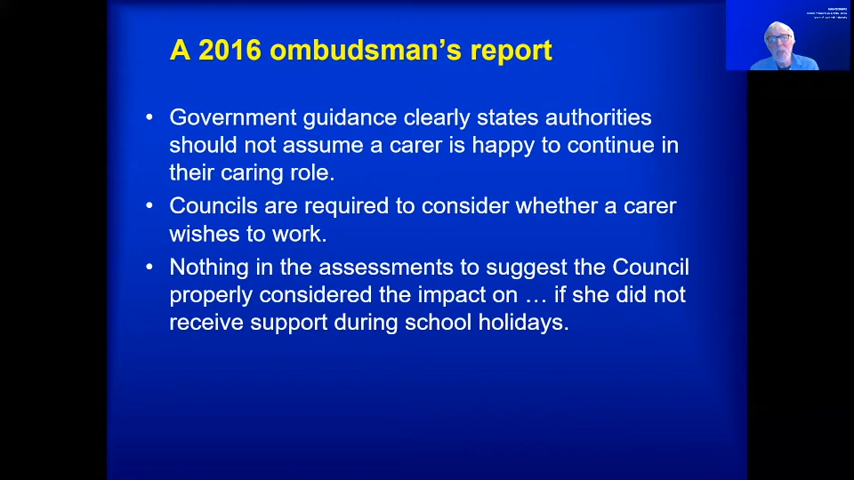 A 2016 ombudsman's report
• Government guidance clearly states authorities
should not assume a carer is happy to continue in
their caring role.
• Councils are required to consider whether a carer
wishes to work.
• Nothing in the assessments to suggest the Council
properly considered the impact on … if she did not
receive support during school holidays.